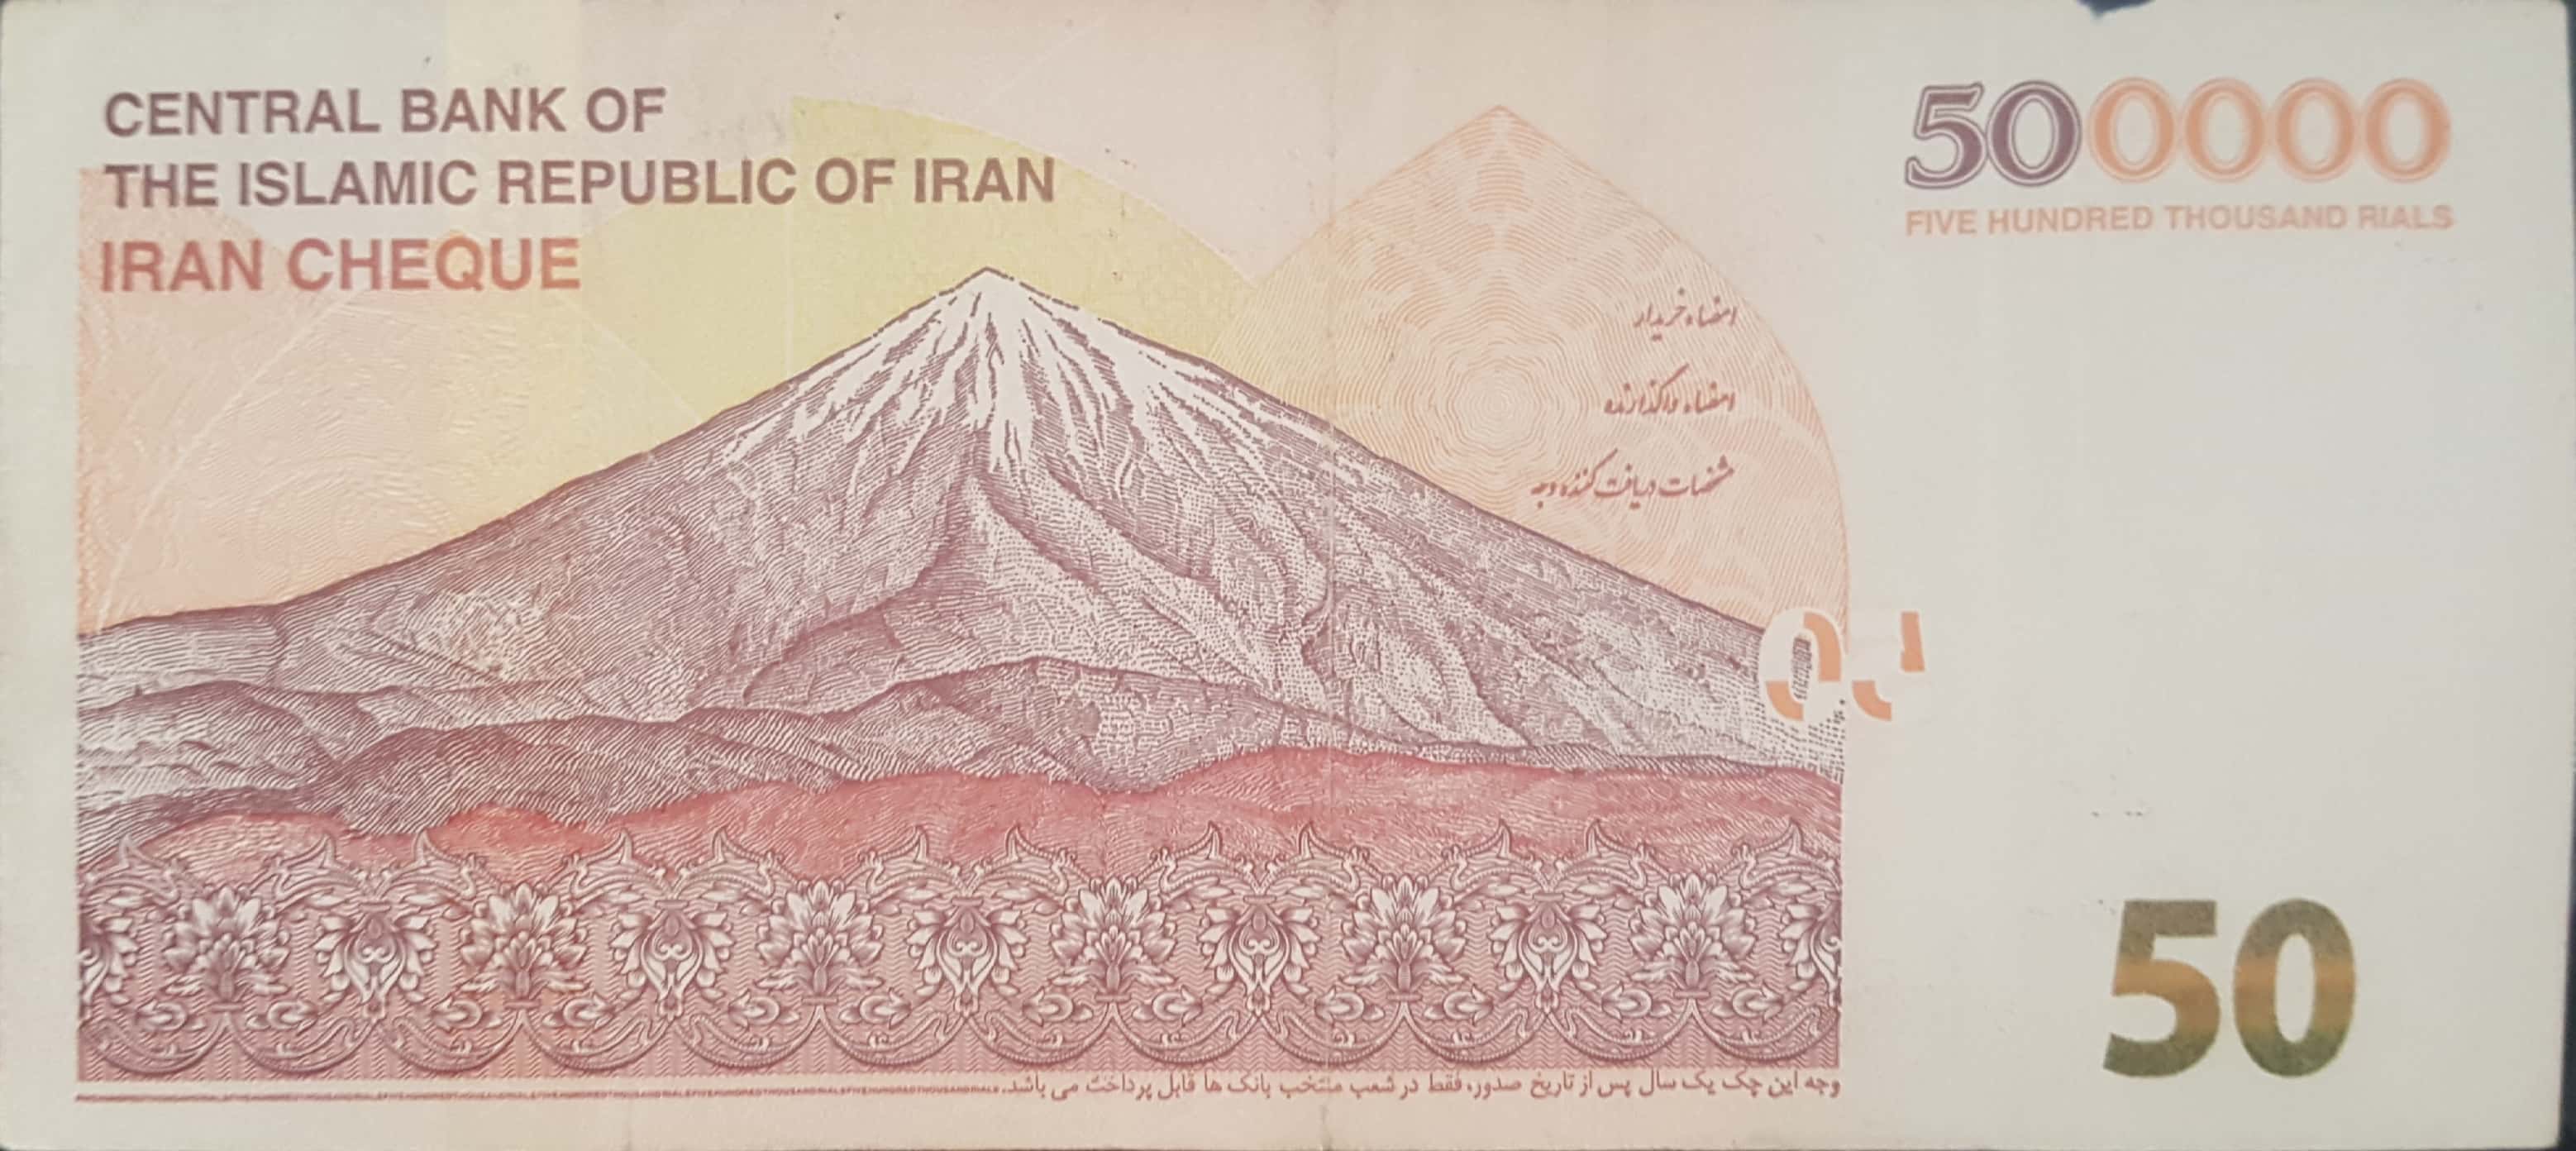 CENTRAL BANK OF
THE ISLAMIC REPUBLIC OF IRAN
IRAN CHEQUE
500000
FIVE HUNDRED THOUSAND RIALS
امضاء خریدار
امضاء واگذارنده
مشخصات دریافت کننده وجه
50
وجه این چک یک سال پس از تاریخ صدور، فقط در شعب منتخب بانک ها قابل پرداخت می باشد.